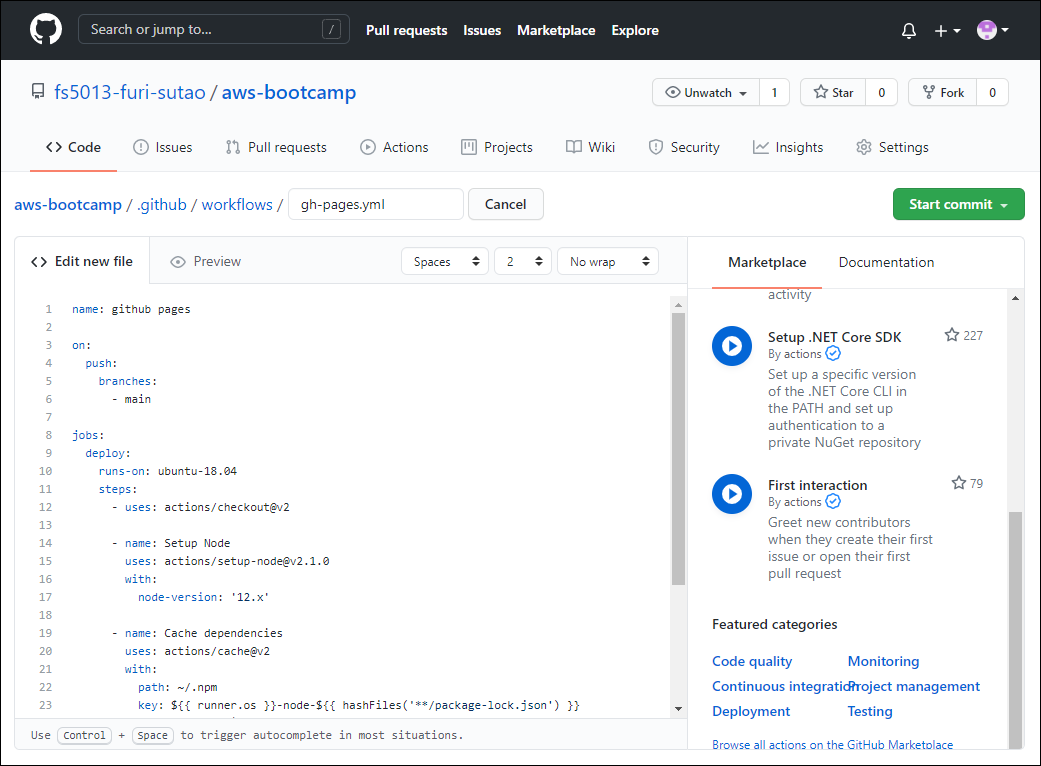 Search or jump to... /
Pull requests Issues Marketplace Explore
fs5013-furi-sutao / aws-bootcamp
Unwatch 1 Star 0 Fork 0
Code Issues Pull requests Actions Projects Wiki Security Insights Settings
aws-bootcamp / .github / workflows / gh-pages.yml Cancel Start commit
Edit new file Preview Spaces 2 No wrap
1 name: github pages
2
3 on:
4 push:
5 branches:
6 - main
7
8 jobs:
9 deploy:
10 runs-on: ubuntu-18.04
11 steps:
12 - uses: actions/checkout@v2
13
14 - name: Setup Node
15 uses: actions/setup-node@v2.1.0
16 with:
17 node-version: '12.x'
18
19 - name: Cache dependencies
20 uses: actions/cache@v2
21 with:
22 path: ~/.npm
23 key: ${{ runner.os }}-node-${{ hashFiles('**/package-lock.json') }}
Use Control + Space to trigger autocomplete in most situations.
Marketplace Documentation
activity
Setup .NET Core SDK 227
By actions
Set up a specific version
of the .NET Core CLI in
the PATH and set up
authentication to a
private NuGet repository
First interaction 79
By actions
Greet new contributors
when they create their first
issue or open their first
pull request
Featured categories
Code quality Monitoring
Continuous integration Project management
Deployment Testing
Browse all actions on the GitHub Marketplace